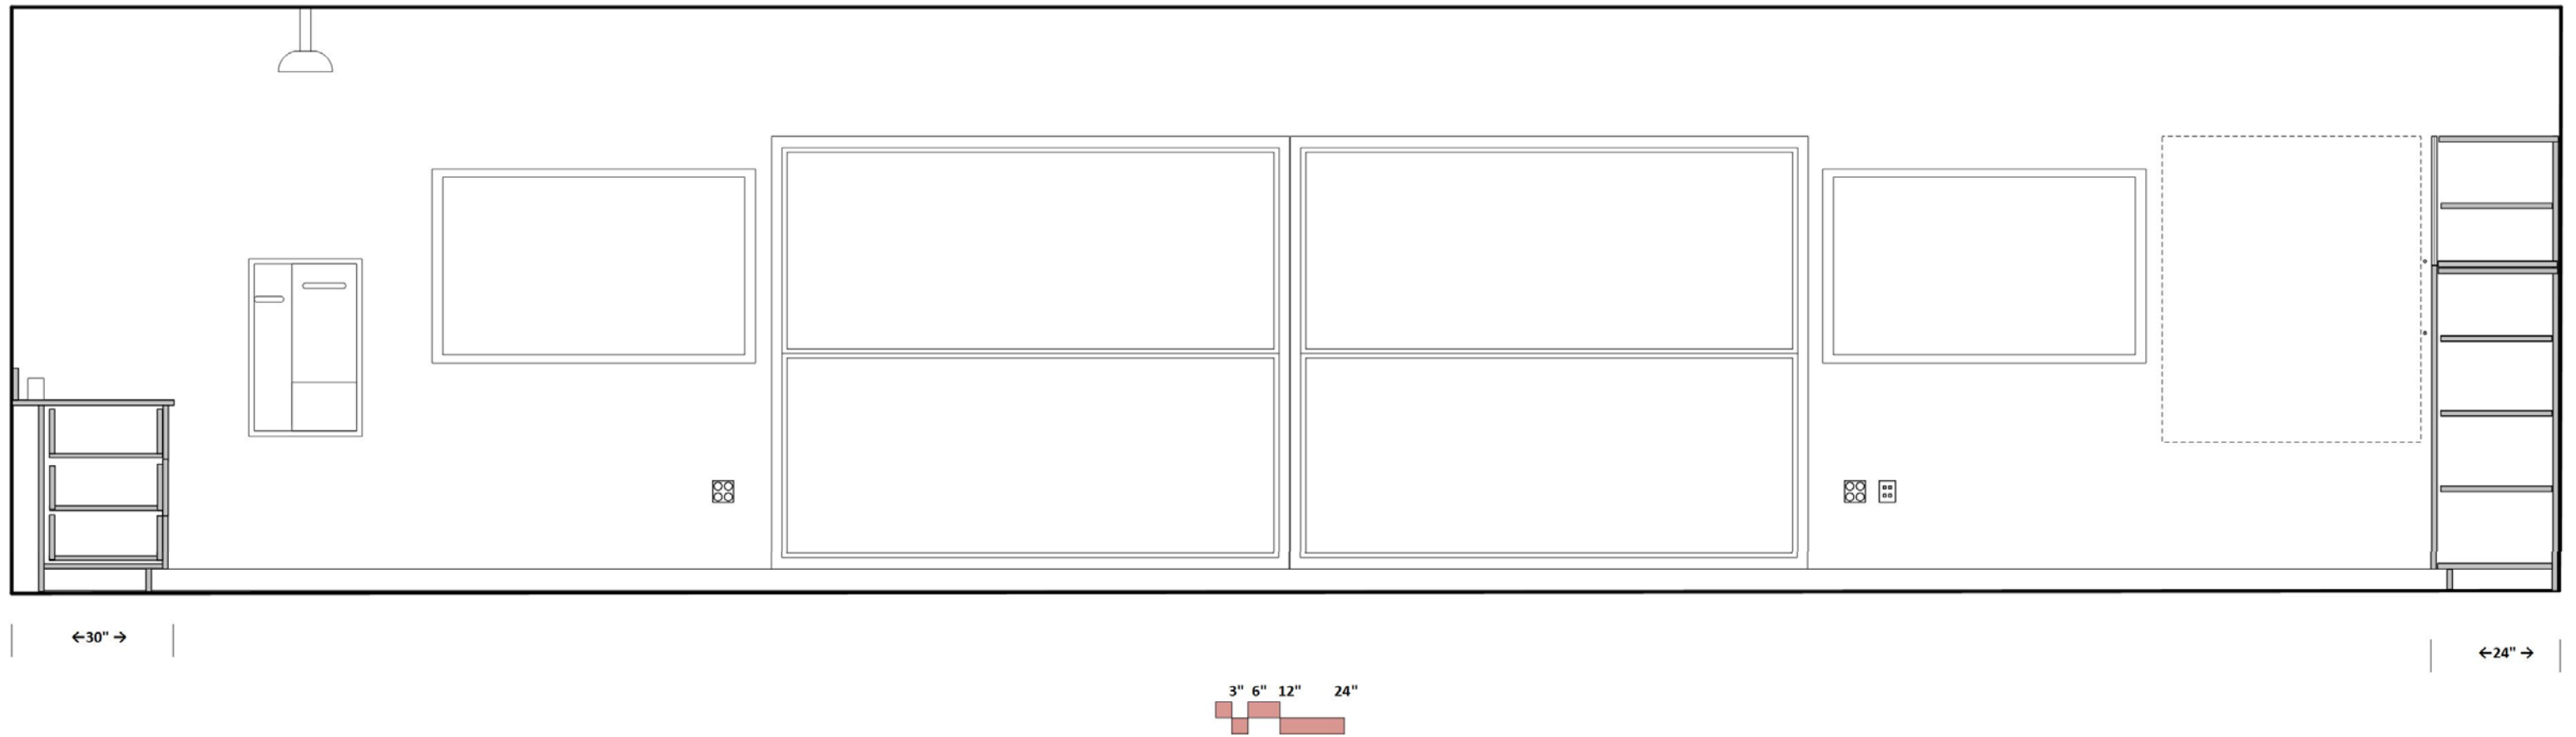 ←30" →
←24" →
3" 6" 12" 24"